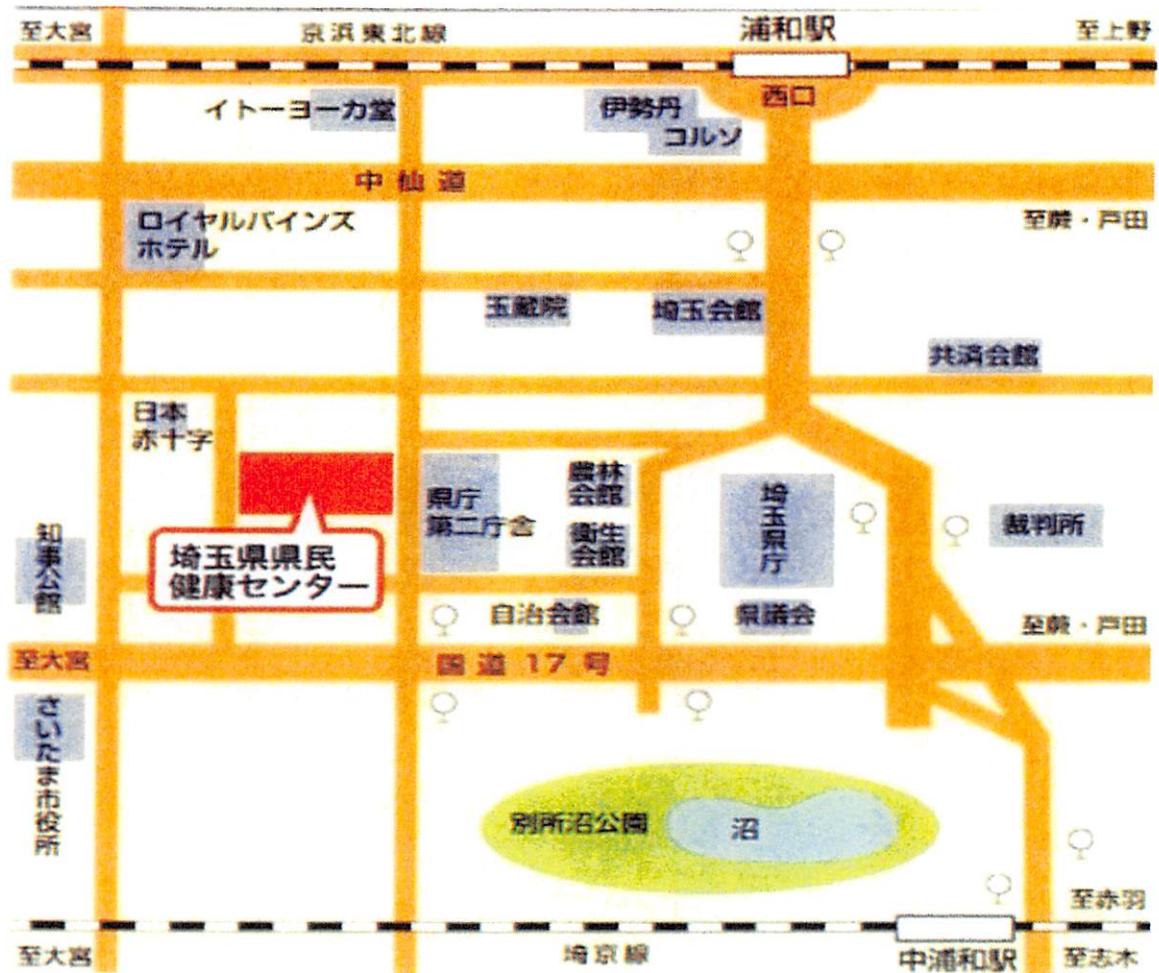 至大宮
京浜東北線
浦和駅
至上野
イトーヨーカ堂
伊勢丹
コルソ
西口
中仙道
ロイヤルパインズ
ホテル
至蕨・戸田
玉蔵院
埼玉会館
共済会館
日本
赤十字
県庁
第二庁舎
農林
会館
衛生
会館
埼玉県庁
裁判所
知事公館
埼玉県県民
健康センター
自治会館
県議会
至蕨・戸田
至大宮
国道17号
さいたま市役所
別所沼公園
沼
至赤羽
至大宮
埼京線
中浦和駅
至志木